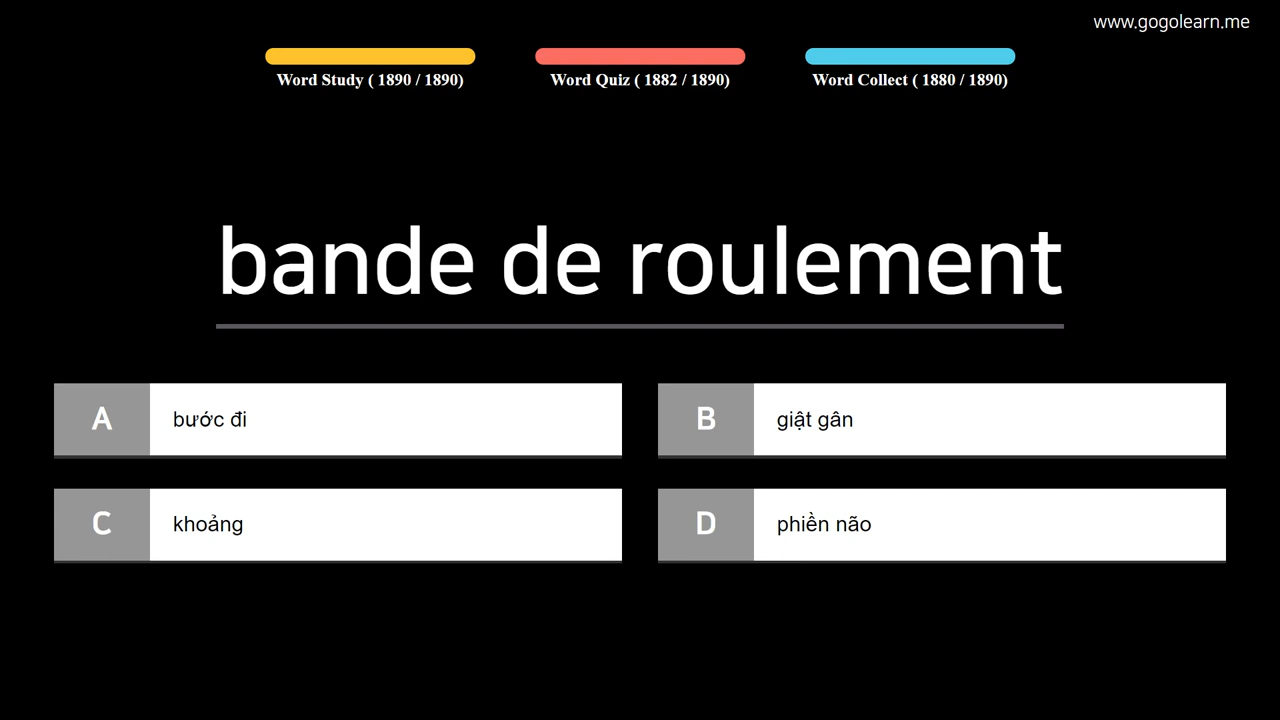 www.gogolearn.me
Word Study ( 1890 / 1890)
Word Quiz ( 1882 / 1890)
Word Collect ( 1880 / 1890)
bande de roulement
A bước đi
B giật gân
C khoảng
D phiền não